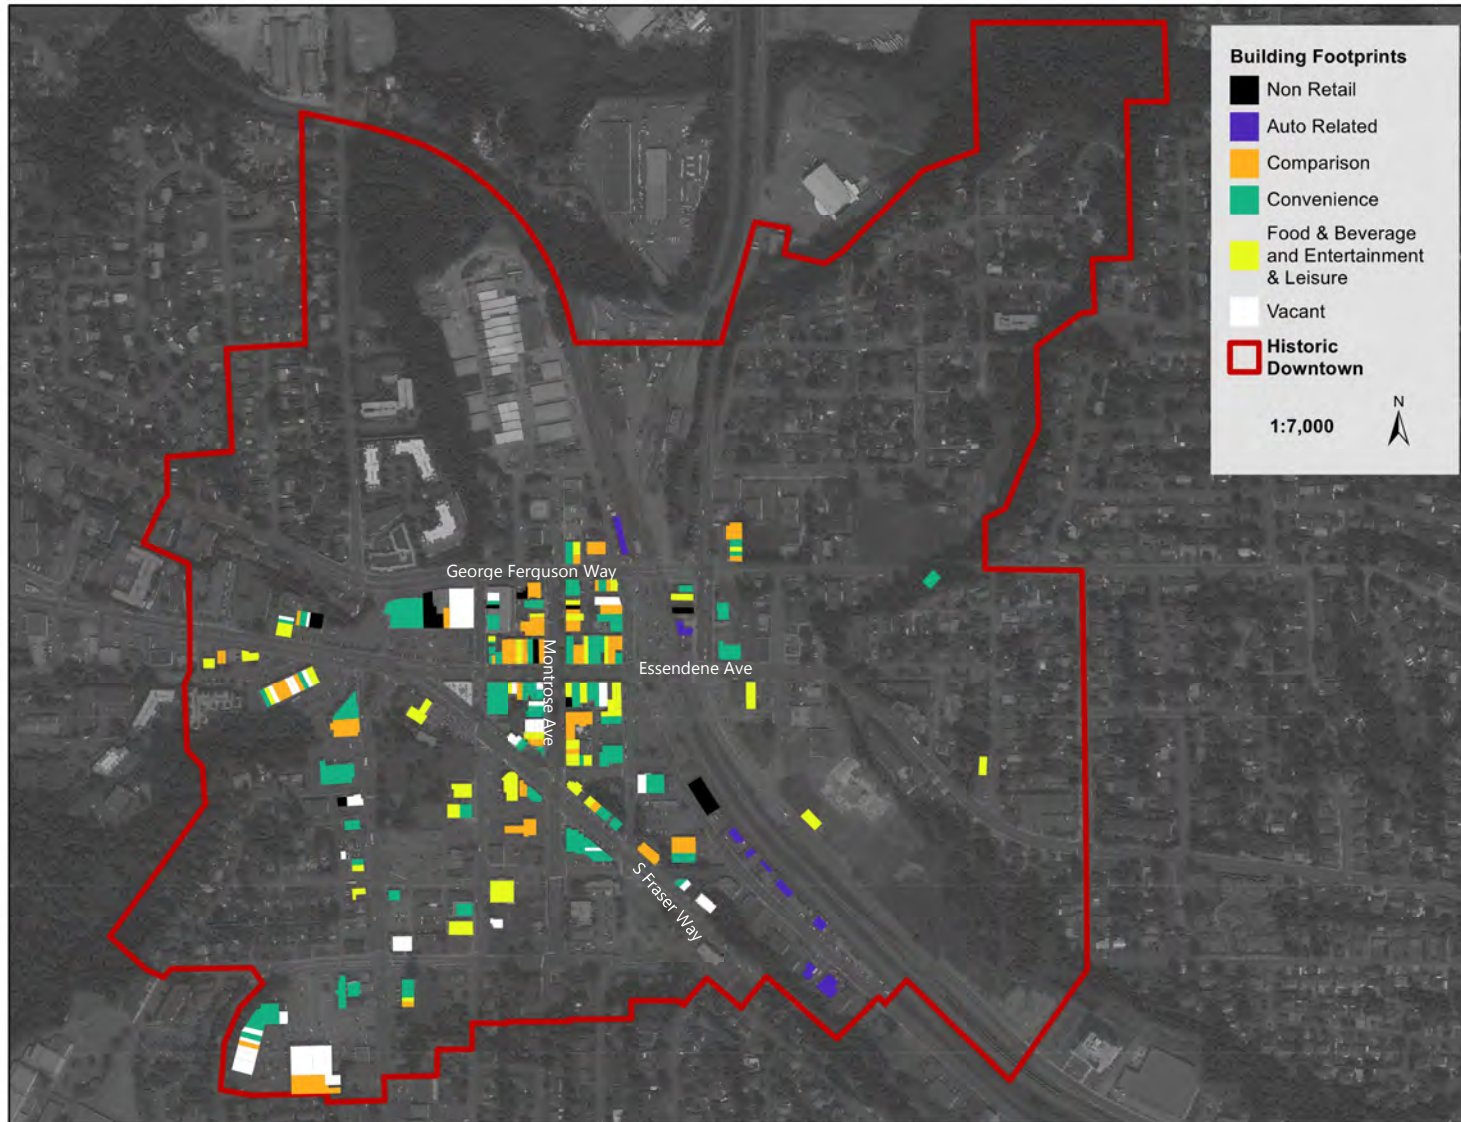 Building Footprints
Non Retail
Auto Related
Comparison
Convenience
Food & Beverage
and Entertainment
& Leisure
Vacant
Historic
Downtown
N
1:7,000
George Ferguson Way
Montrose Ave
Essendene Ave
S Fraser Way